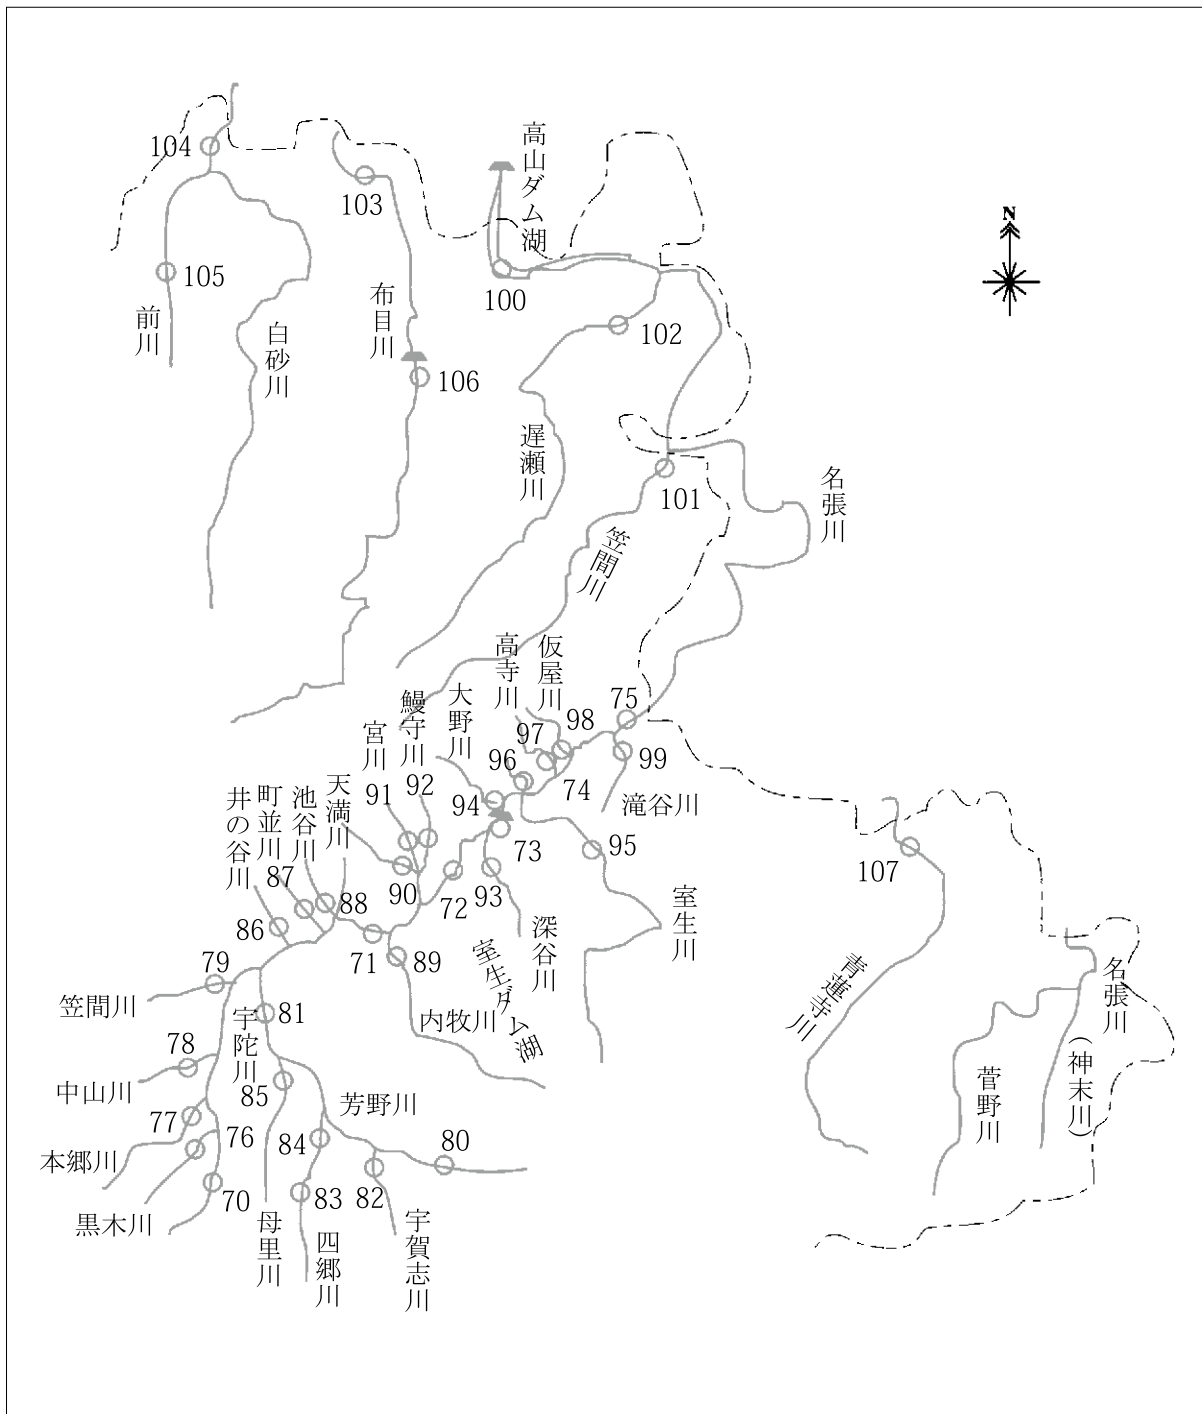 104
103
高山ダム湖
N
105
100
前川
白砂川
布目川
102
106
遅瀬川
101
名張川
笠間川
高寺川
仮屋川
75
大野川
鰻守川
宮川
97
98
96
99
74
滝谷川
井の谷川
町並川
池谷川
天満川
91
92
94
73
95
107
87
88
90
72
93
86
71
89
室生ダム湖
深谷川
室生川
79
笠間川
81
宇陀川
内牧川
青蓮寺川
名張川
(神末川)
菅野川
78
中山川
85
芳野川
77
76
84
80
本郷川
70
83
82
黒木川
母里川
四郷川
宇賀志川